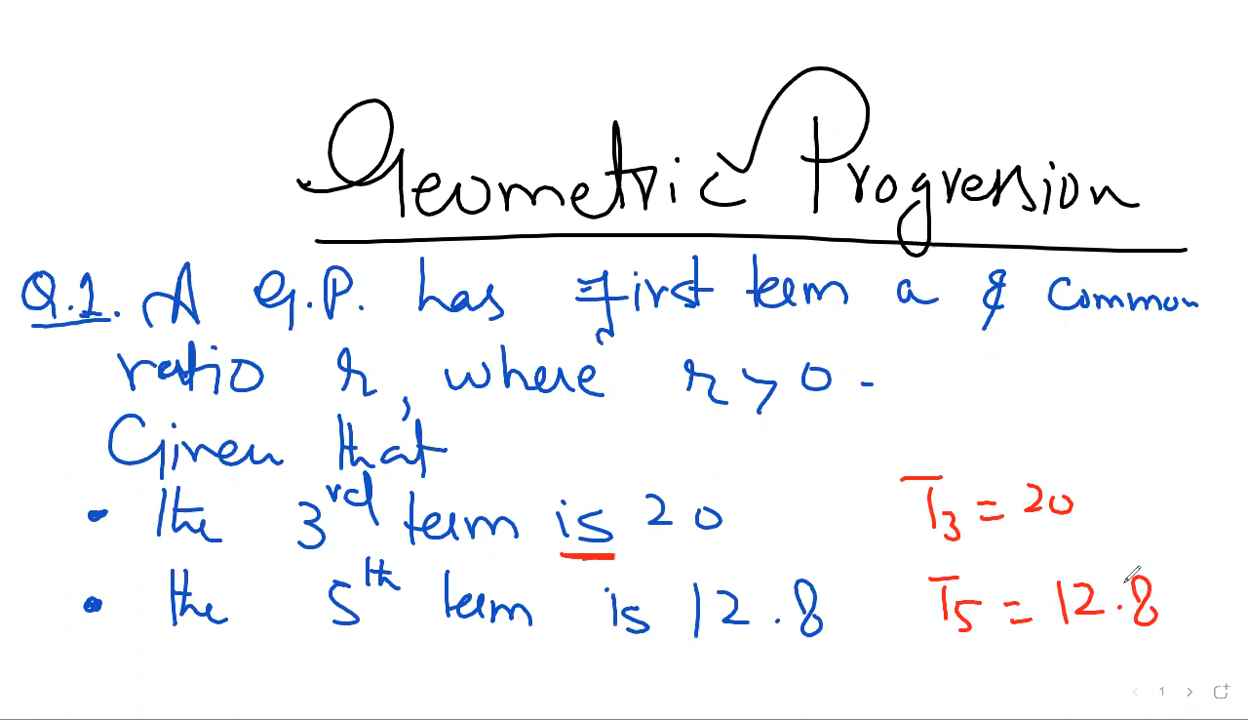 Geometric Progression
Q.1. A G.P. has first term a & common
ratio r, where r > 0.
Given that
• the 3rd term is 20
T3 = 20
• the 5th term is 12.8
T5 = 12.8
1